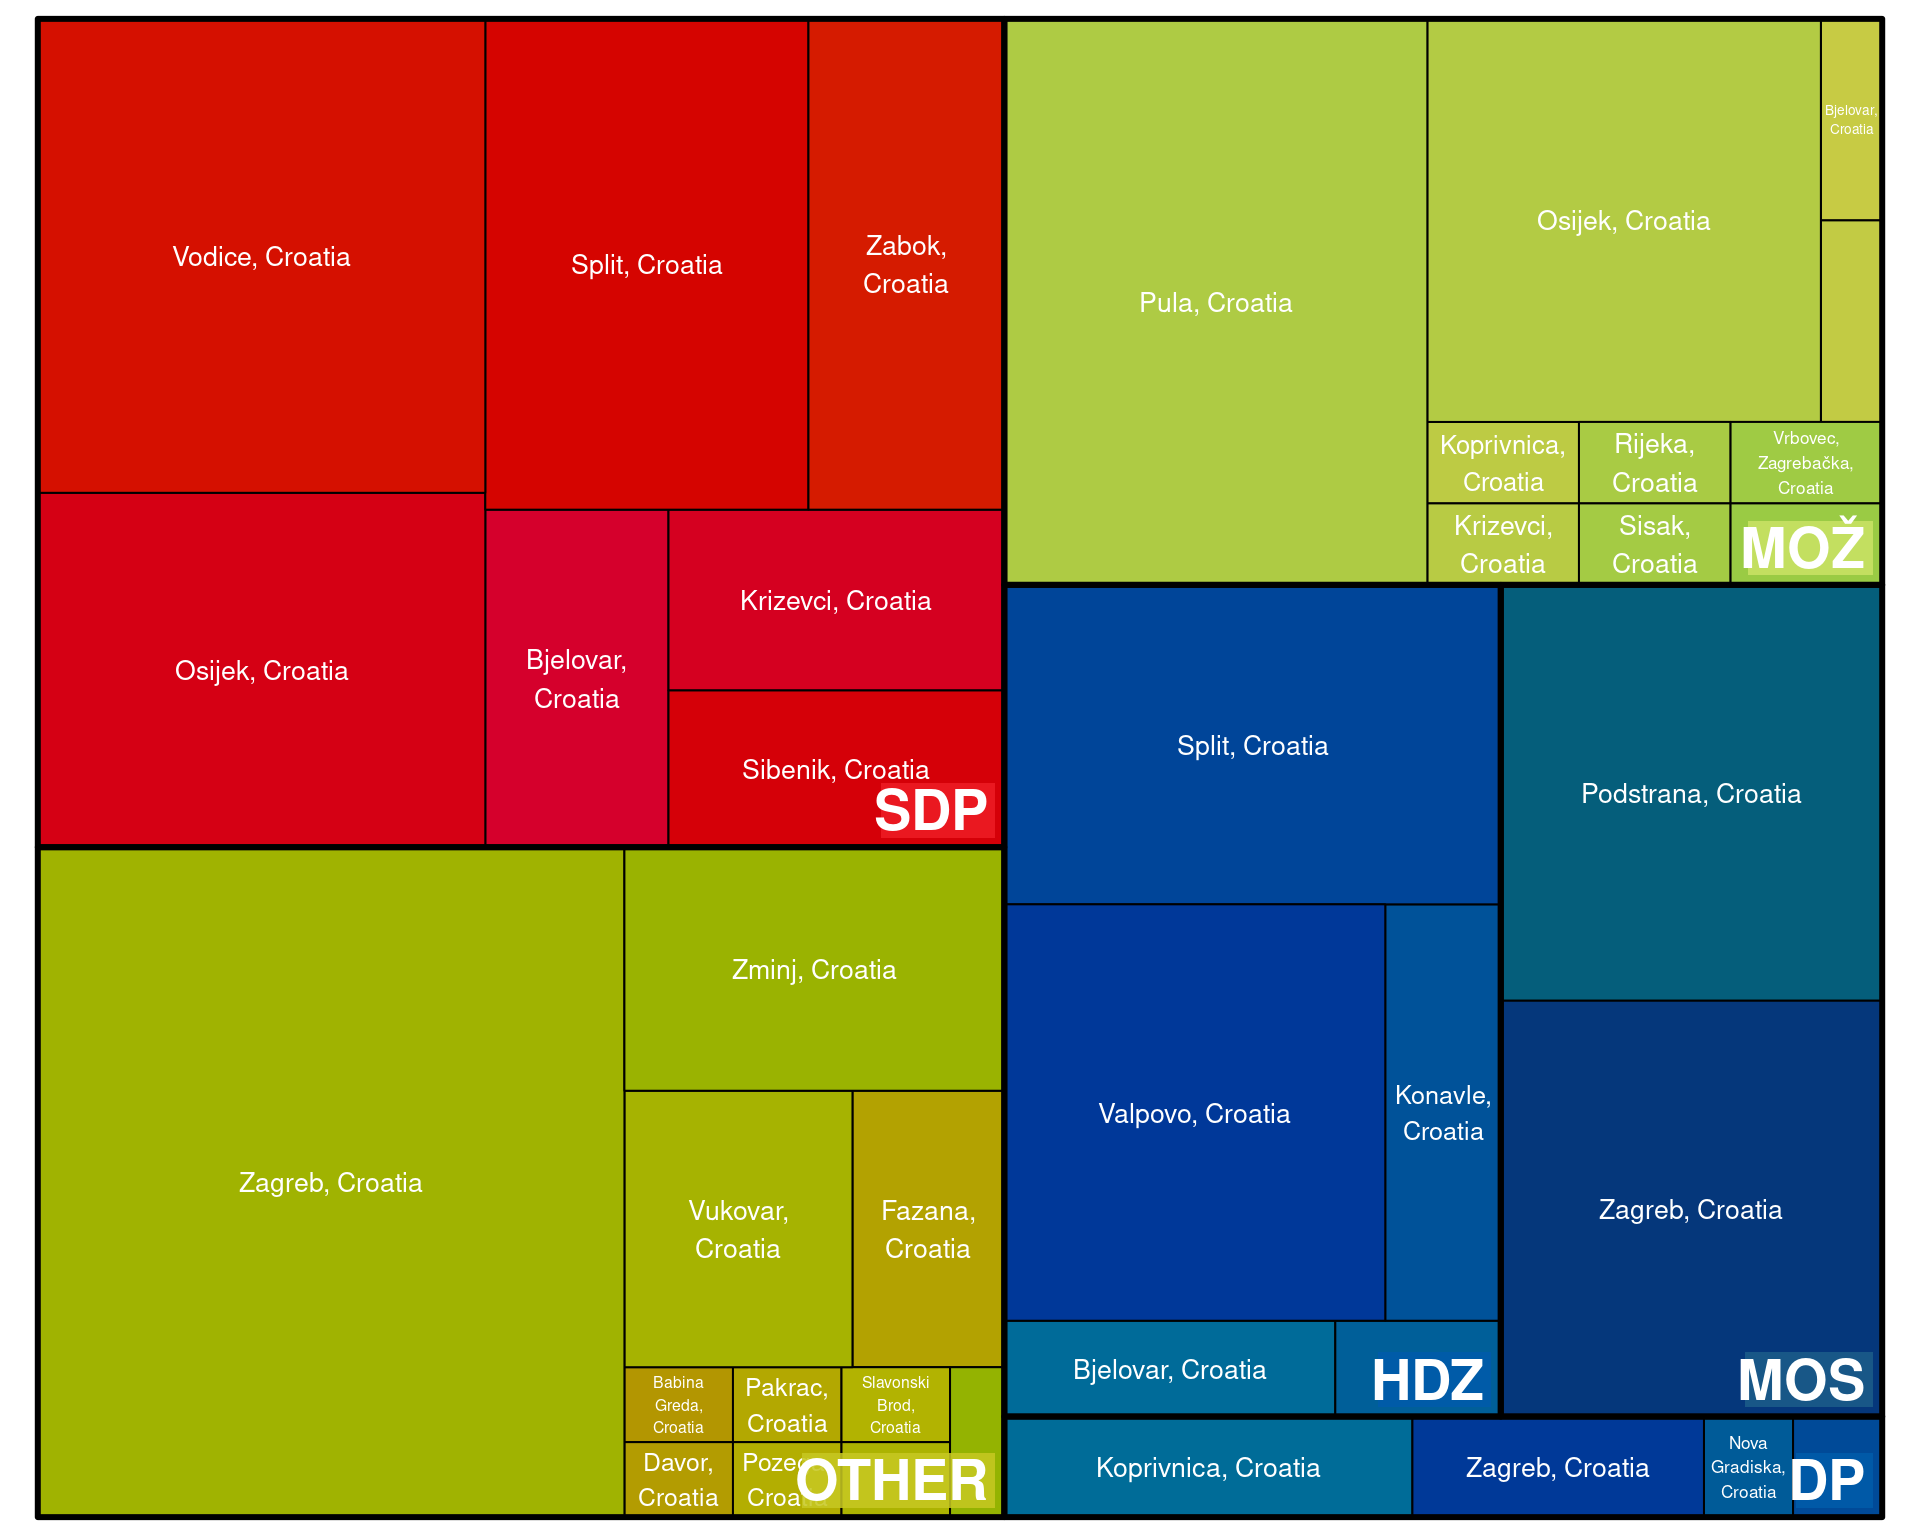 Vodice, Croatia
Split, Croatia
Zabok,
Croatia
Osijek, Croatia
Bjelovar,
Croatia
Krizevci, Croatia
Sibenik, Croatia
SDP
Zagreb, Croatia
Zminj, Croatia
Vukovar,
Croatia
Fazana,
Croatia
Babina
Greda,
Croatia
Pakrac,
Croatia
Slavonski
Brod,
Croatia
Davor,
Croatia
OTHER
Pula, Croatia
Osijek, Croatia
Bjelovar,
Croatia
Koprivnica,
Croatia
Rijeka,
Croatia
Vrbovec,
Zagrebačka,
Croatia
Krizevci,
Croatia
Sisak,
Croatia
MOŽ
Split, Croatia
Valpovo, Croatia
Konavle,
Croatia
Bjelovar, Croatia
HDZ
Podstrana, Croatia
Zagreb, Croatia
MOS
Koprivnica, Croatia
Zagreb, Croatia
Nova
Gradiska,
Croatia
DP